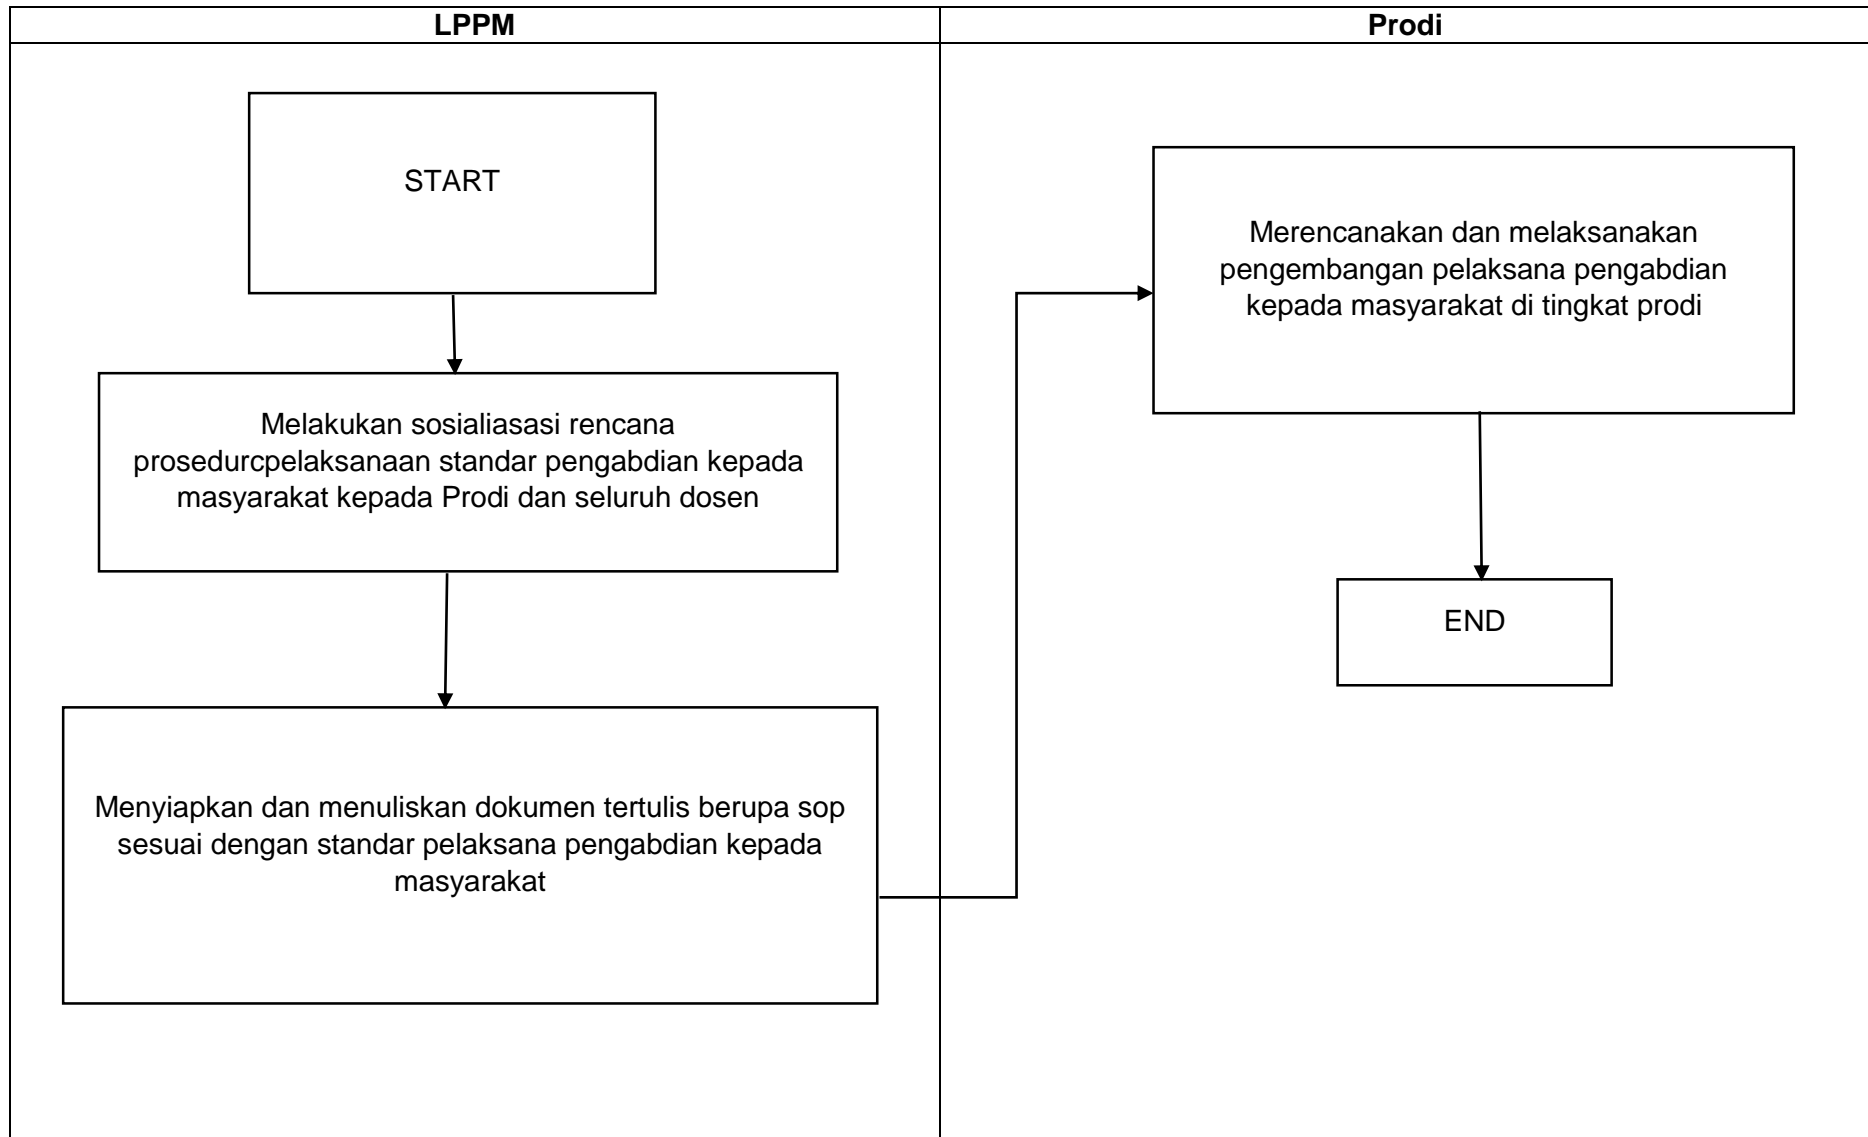 LPPM
Prodi
START
Melakukan sosialiasasi rencana
prosedurcpelaksanaan standar pengabdian kepada
masyarakat kepada Prodi dan seluruh dosen
Menyiapkan dan menuliskan dokumen tertulis berupa sop
sesuai dengan standar pelaksana pengabdian kepada
masyarakat
Merencanakan dan melaksanakan
pengembangan pelaksana pengabdian
kepada masyarakat di tingkat prodi
END